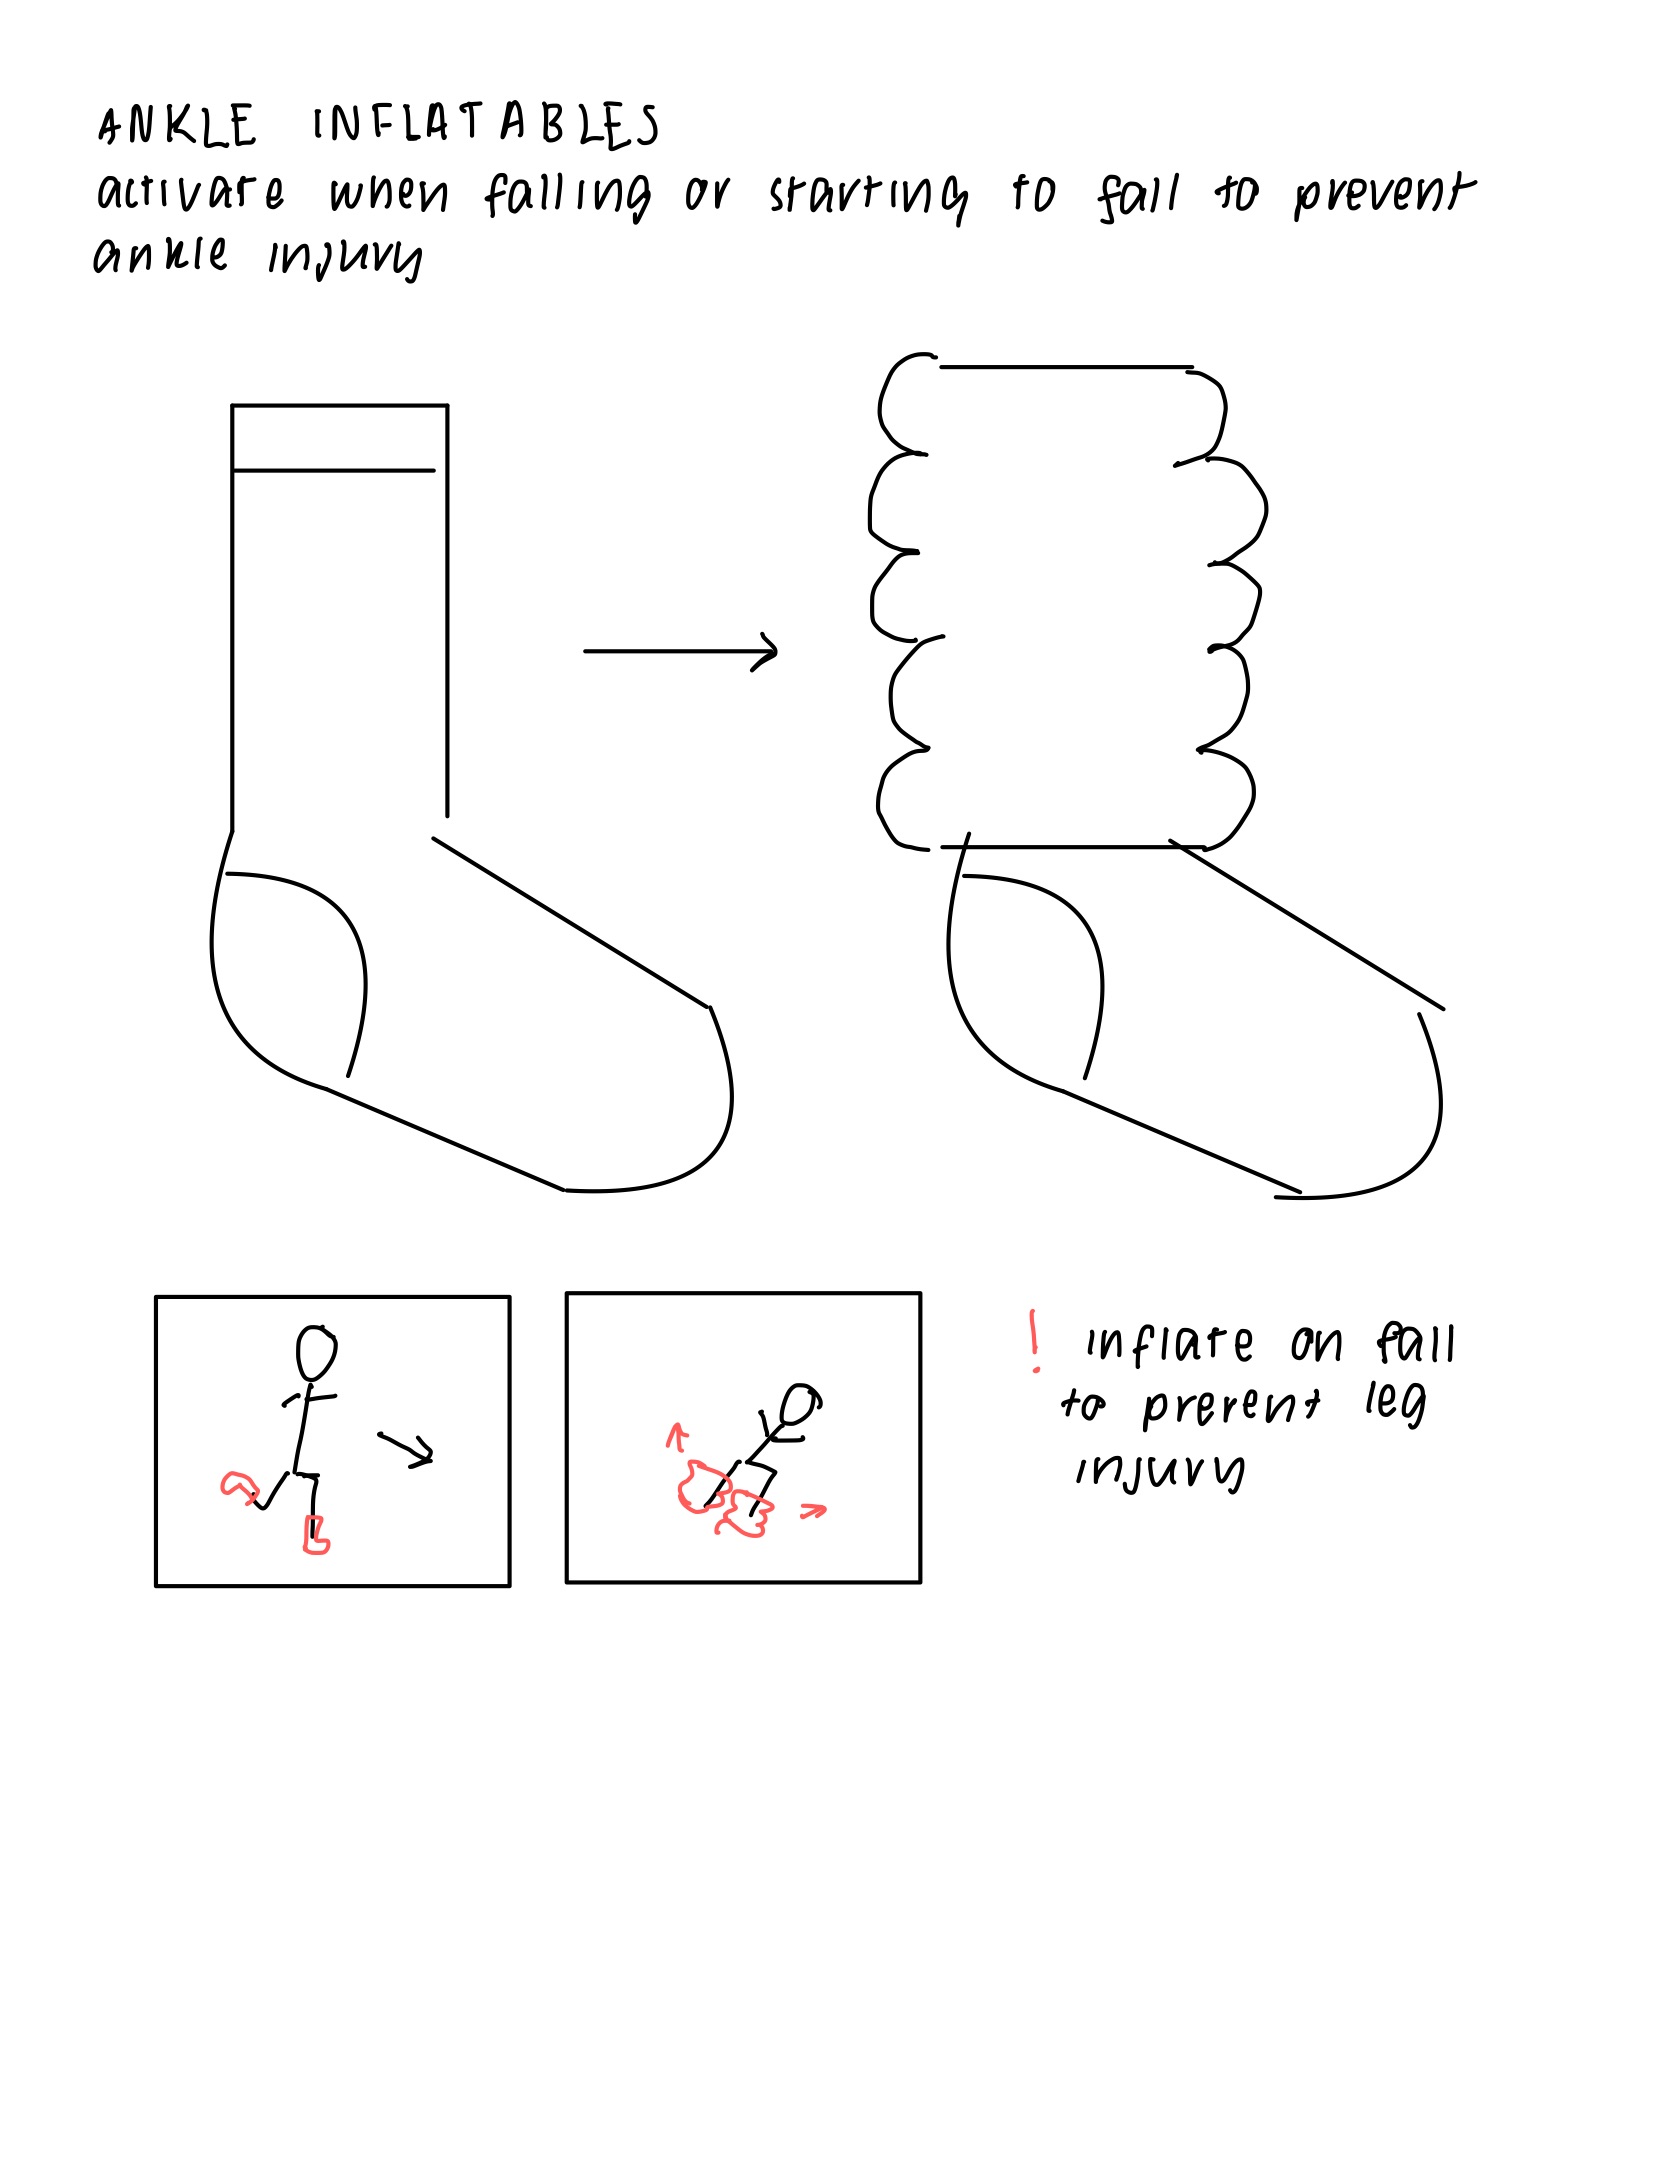 ANKLE INFLATABLES
activate when falling or starting to fall to prevent
ankle injury
! inflate on fall
to prevent leg
injury